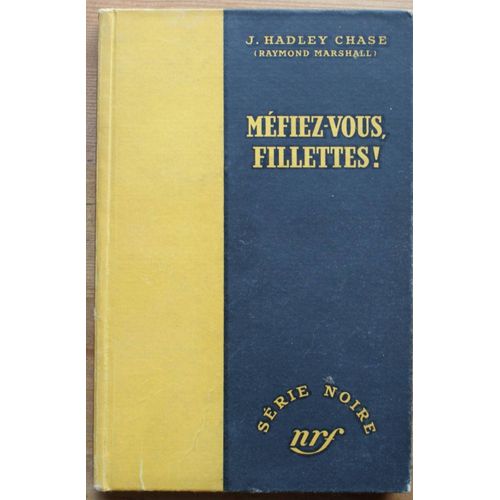 J. HADLEY CHASE
(RAYMOND MARSHALL)
MÉFIEZ-VOUS,
FILLETTES!
SÉRIE NOIRE
nrf